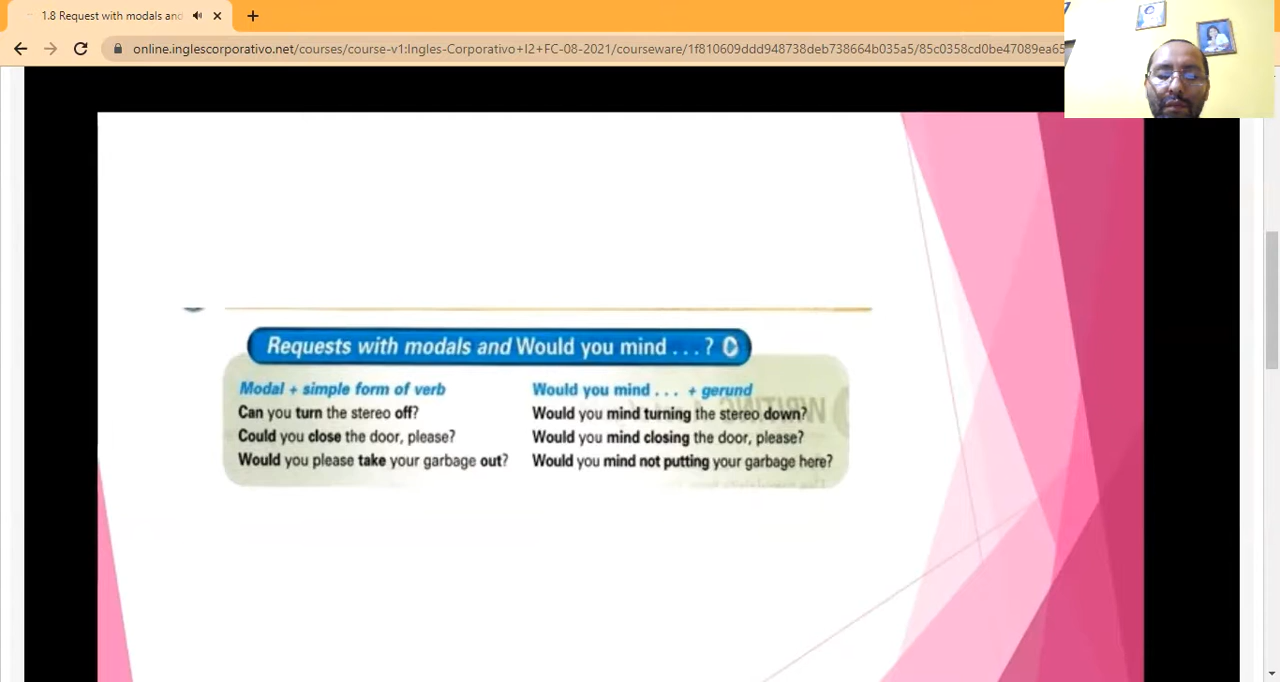 1.8 Request with modals and
online.inglescorporativo.net/courses/course-v1:Ingles-Corporativo+I2+FC-08-2021/courseware/1f810609ddd948738deb738664b035a5/85c0358cd0be47089ea65
Requests with modals and Would you mind . . . ?
Modal + simple form of verb
Can you turn the stereo off?
Could you close the door, please?
Would you please take your garbage out?
Would you mind . . . + gerund
Would you mind turning the stereo down?
Would you mind closing the door, please?
Would you mind not putting your garbage here?